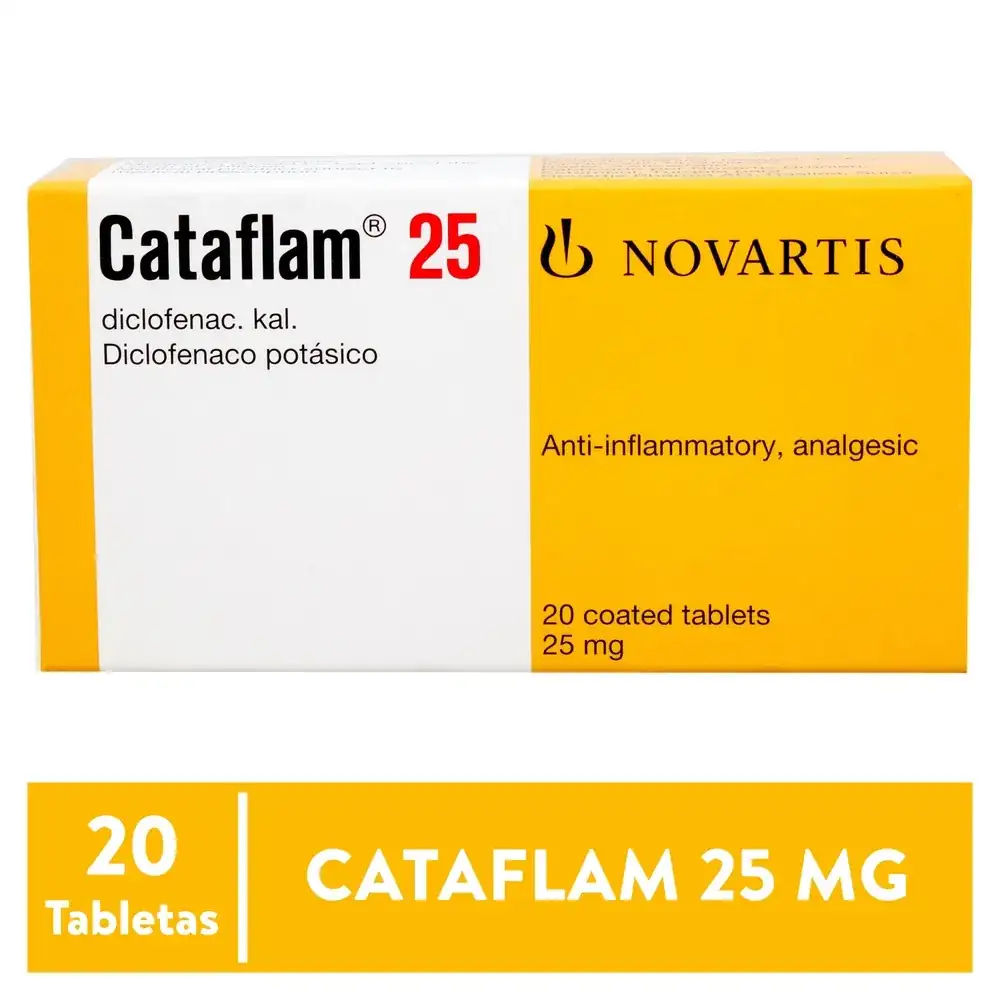 Cataflam® 25
diclofenac. kal.
Diclofenaco potásico
NOVARTIS
Anti-inflammatory, analgesic
20 coated tablets
25 mg
20
Tabletas
CATAFLAM 25 MG